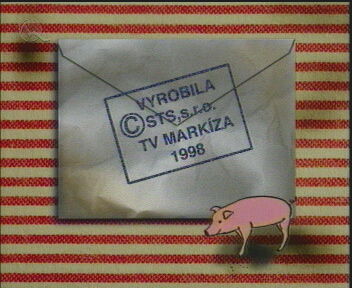 VYROBILA
©STS,s.r.o.
TV MARKÍZA
1998